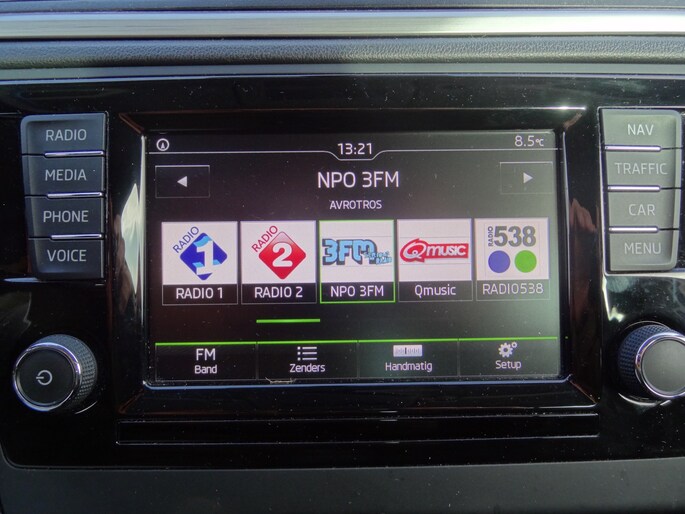 RADIO
MEDIA
PHONE
VOICE
13:21
8.5°C
NPO 3FM
AVROTROS
RADIO 1
RADIO 2
3FM
Q music
RADIO 538
RADIO 1
RADIO 2
NPO 3FM
Qmusic
RADIO538
FM
Band
Zenders
Handmatig
Setup
NAV
TRAFFIC
CAR
MENU